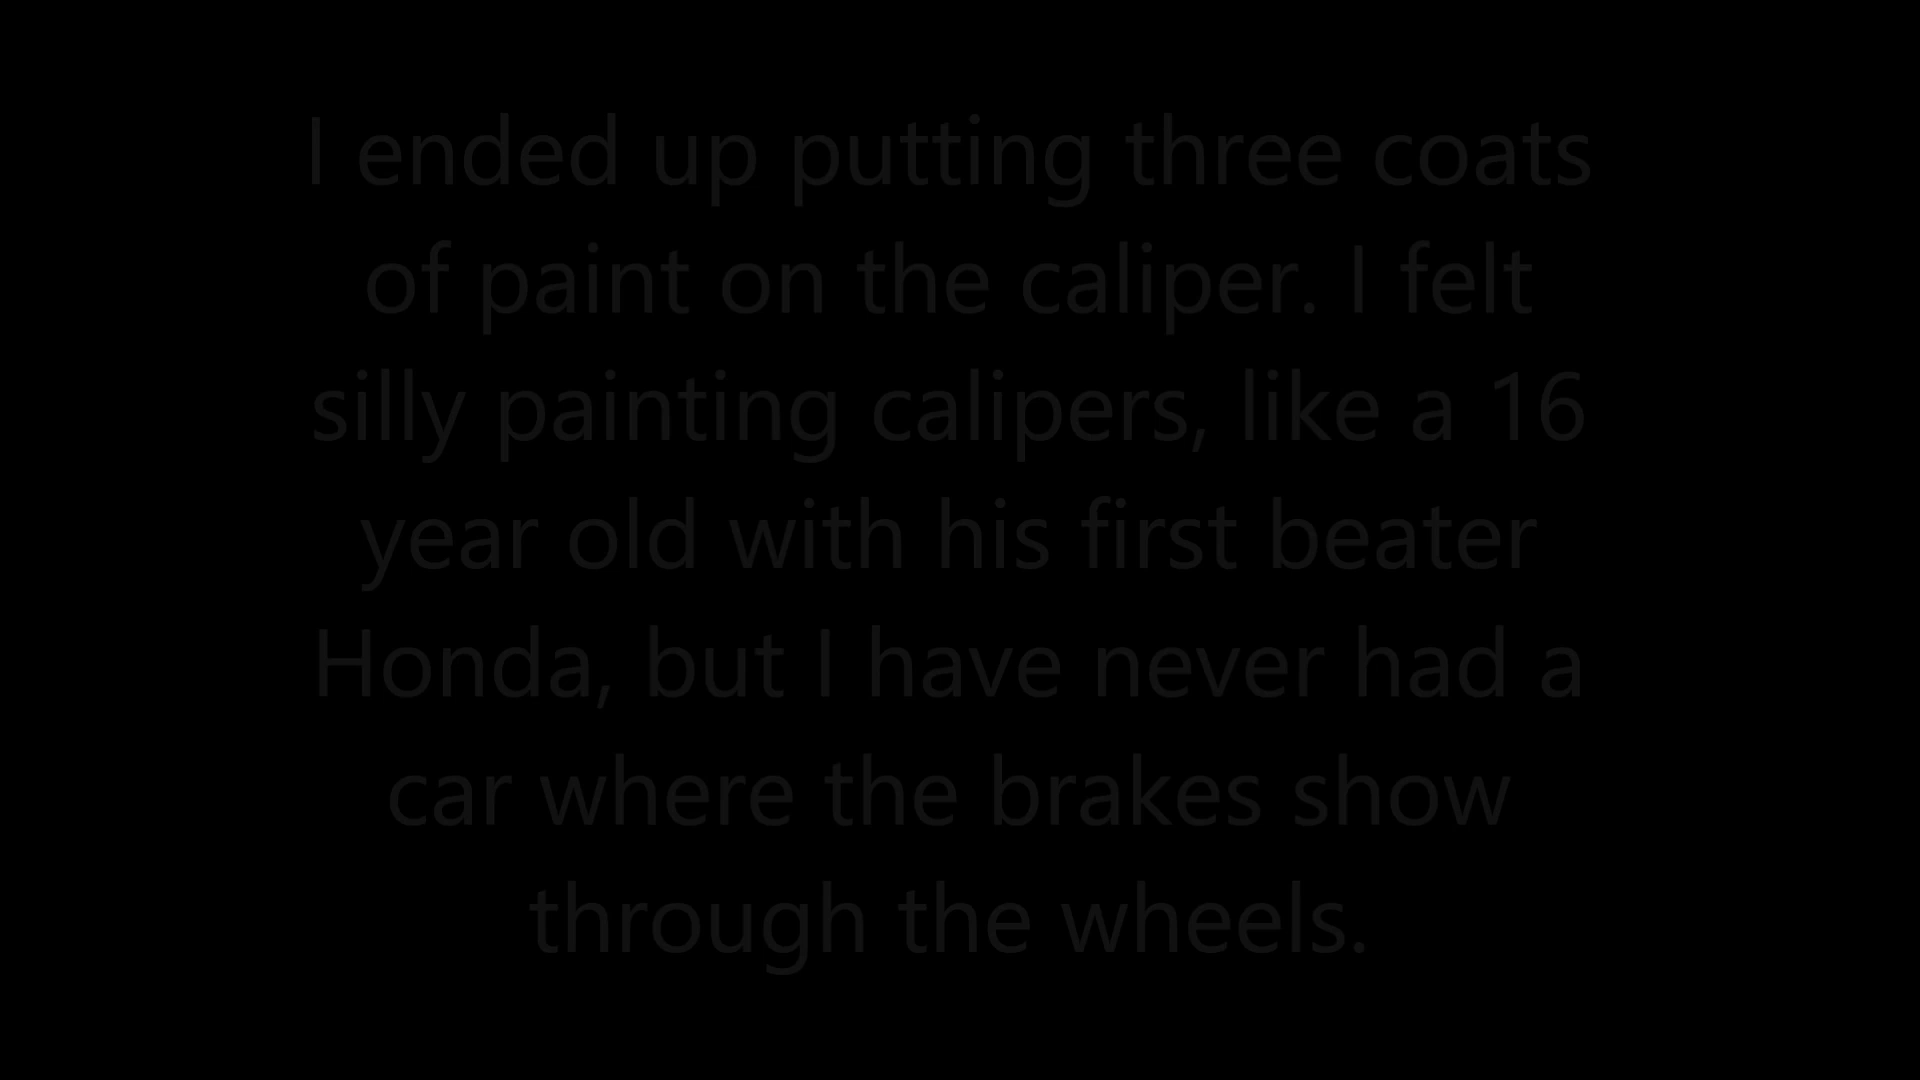 I ended up putting three coats
of paint on the caliper. I felt
silly painting calipers, like a 16
year old with his first beater
Honda, but I have never had a
car where the brakes show
through the wheels.